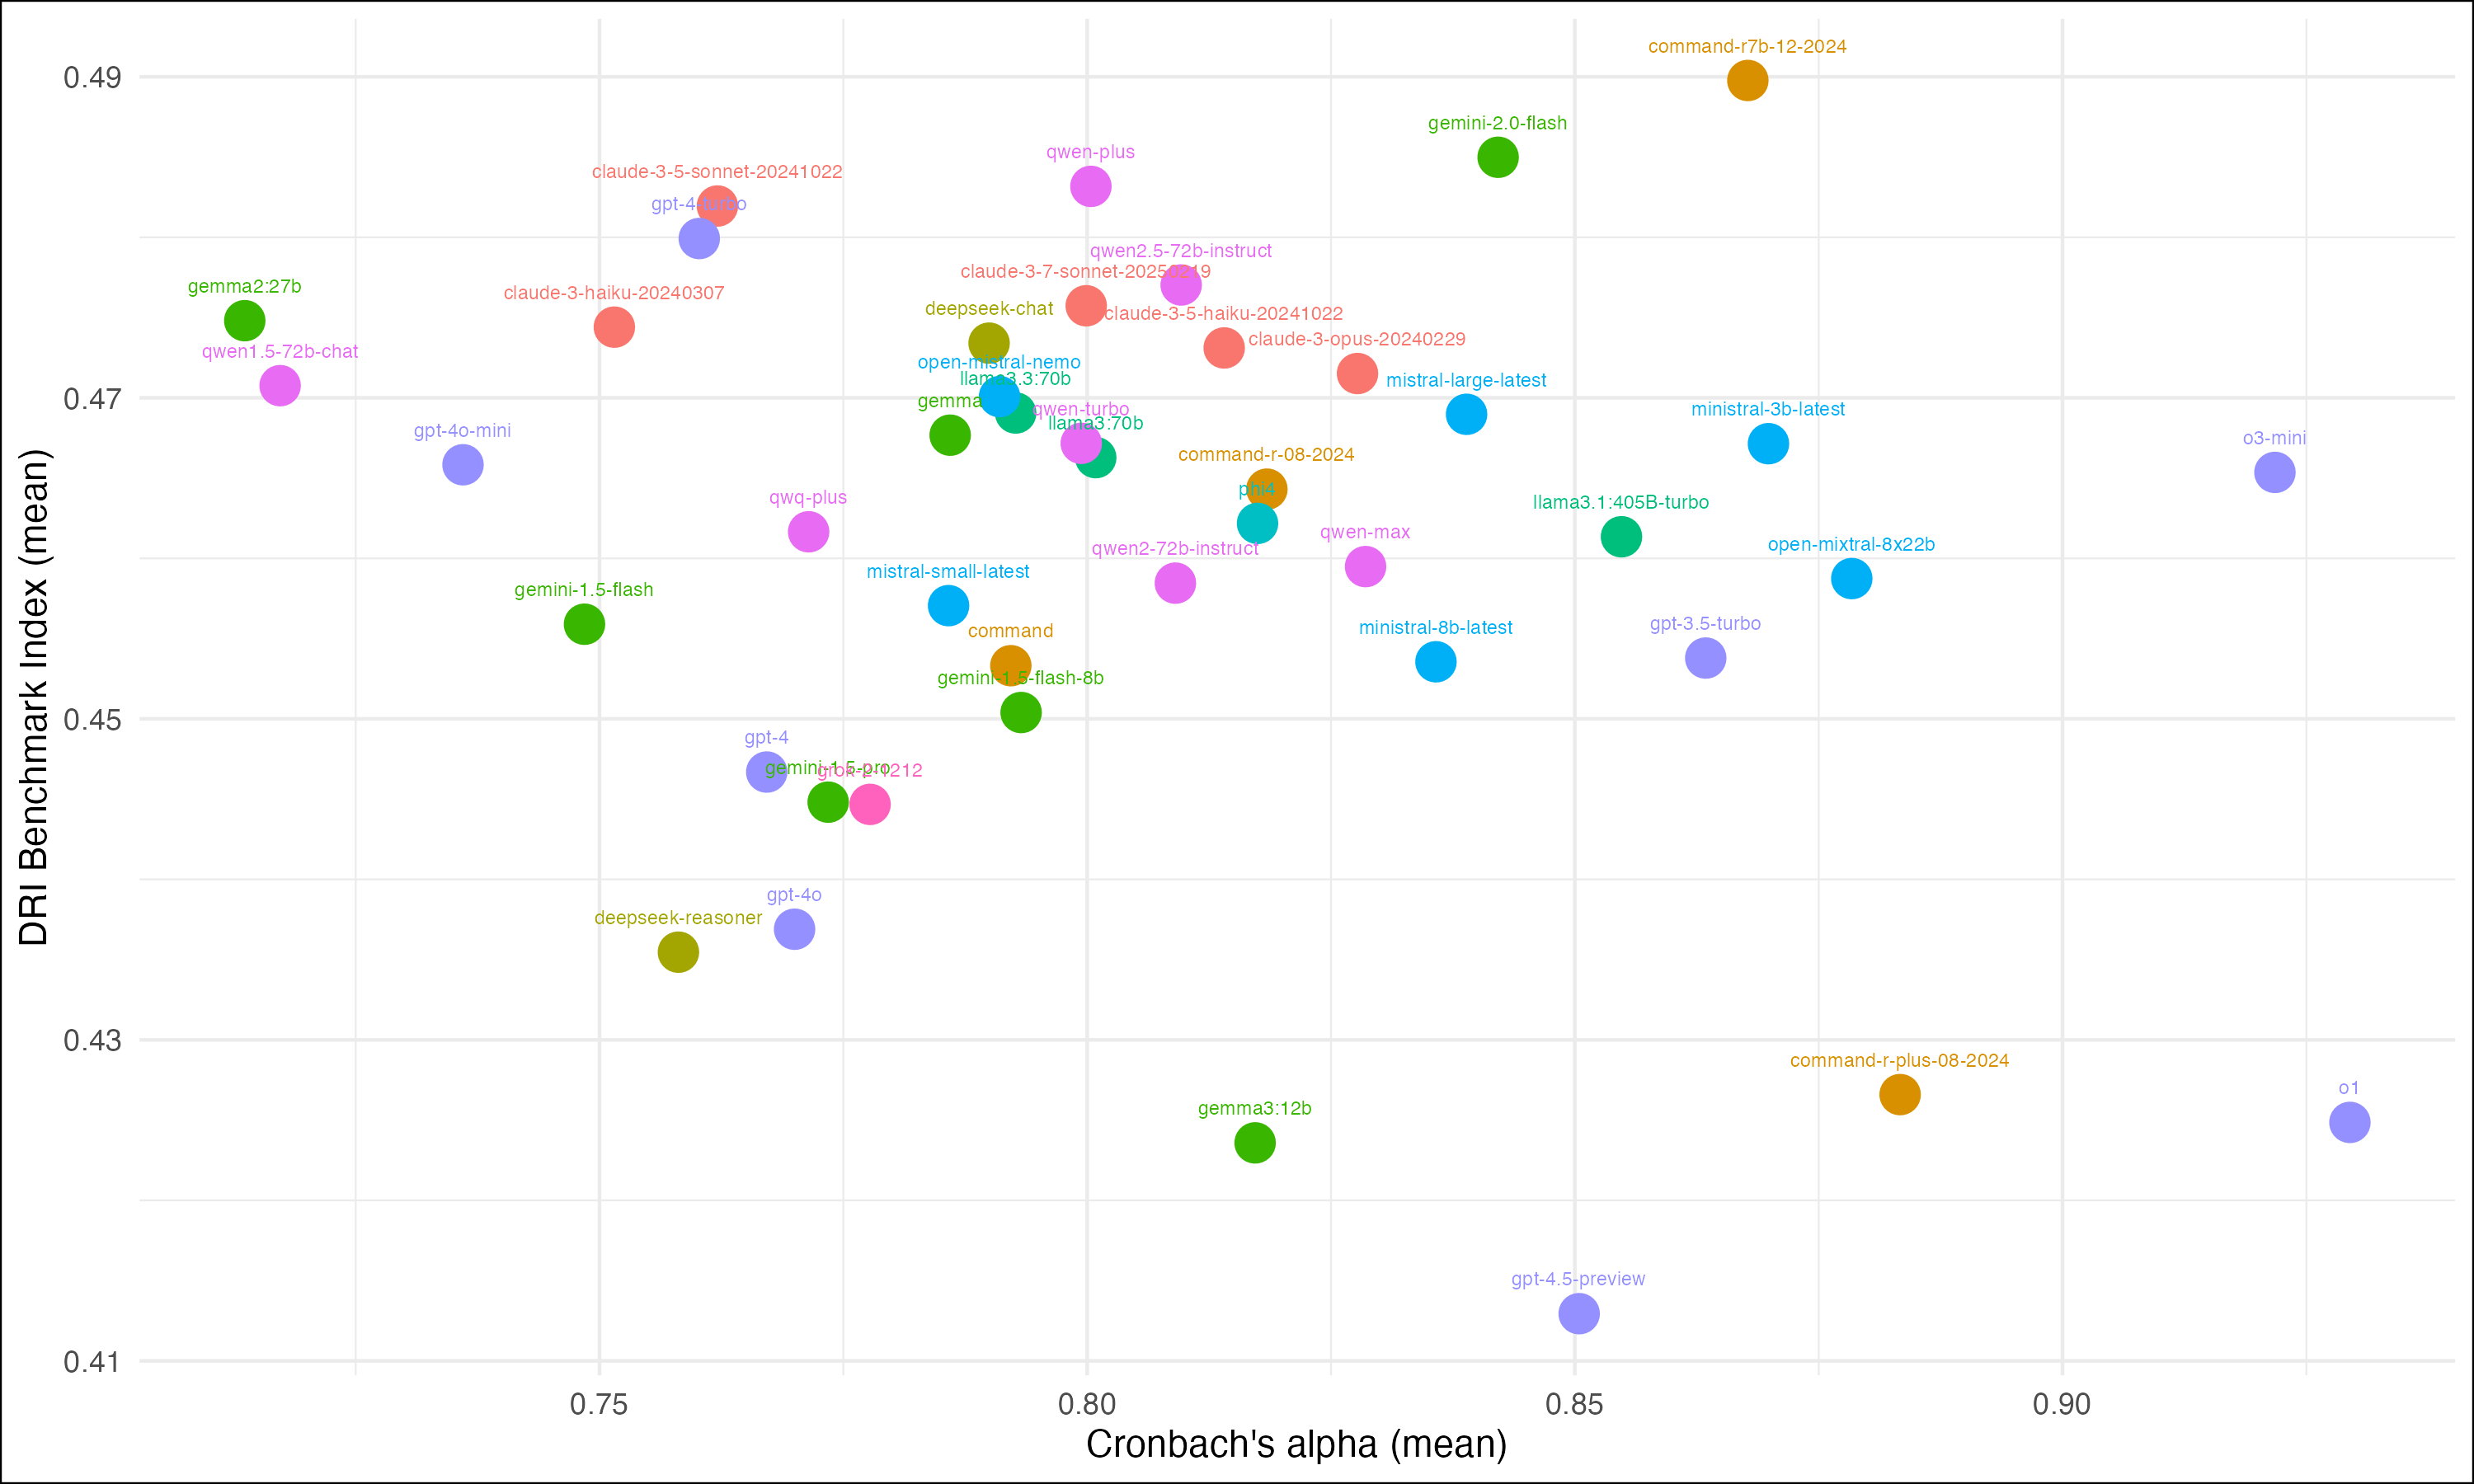 command-r7b-12-2024
0.49
gemini-2.0-flash
qwen-plus
claude-3-5-sonnet-20241022
gpt-4-turbo
qwen2.5-72b-instruct
claude-3-7-sonnet-20250219
gemma2:27b
claude-3-haiku-20240307
deepseek-chat
claude-3-5-haiku-20241022
claude-3-opus-20240229
qwen1.5-72b-chat
open-mistral-nemo
llama3.3:70b
mistral-large-latest
0.47
gemma
qwen-turbo
ministral-3b-latest
llama3:70b
gpt-4o-mini
o3-mini
command-r-08-2024
phi4
qwq-plus
llama3.1:405B-turbo
qwen-max
qwen2-72b-instruct
open-mixtral-8x22b
mistral-small-latest
gemini-1.5-flash
command
ministral-8b-latest
gpt-3.5-turbo
gemini-1.5-flash-8b
0.45
gpt-4
gemini-1.5-pro
grok-2-1212
gpt-4o
deepseek-reasoner
0.43
command-r-plus-08-2024
o1
gemma3:12b
gpt-4.5-preview
0.41
DRI Benchmark Index (mean)
0.75
0.80
0.85
0.90
Cronbach's alpha (mean)